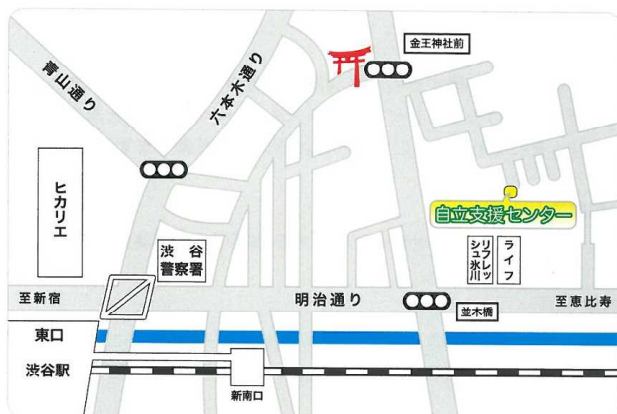 金王神社前
青山通り
六本木通り
ヒカリエ
自立支援センター
渋谷
警察署
リフレッ
シュ氷川
ライフ
至新宿
明治通り
並木橋
至恵比寿
東口
渋谷駅
新南口